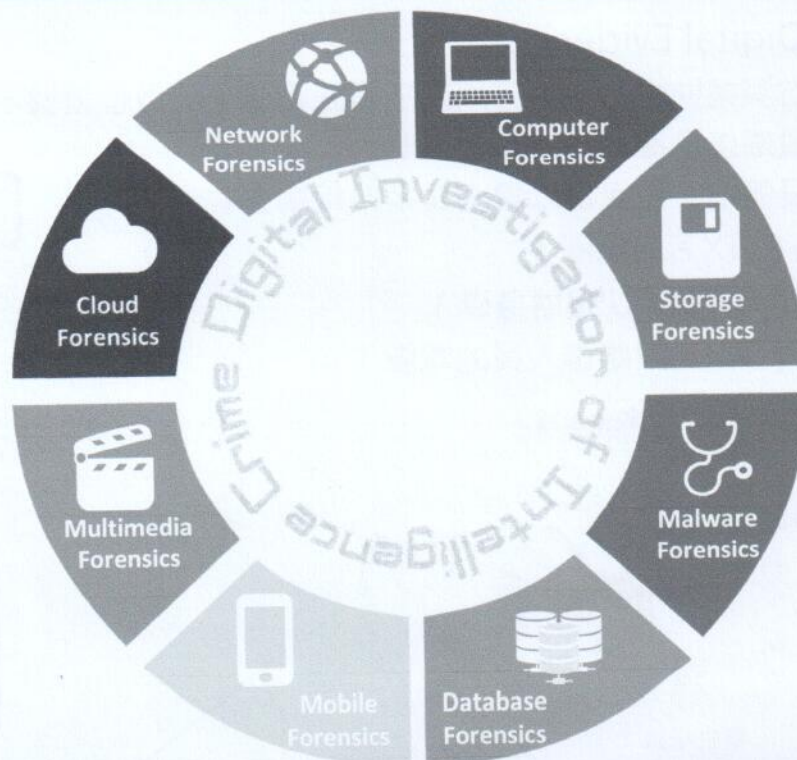 Network
Forensics
Computer
Forensics
Storage
Forensics
Malware
Forensics
Database
Forensics
Mobile
Forensics
Multimedia
Forensics
Cloud
Forensics
Digital Investigator of Intelligence Crime